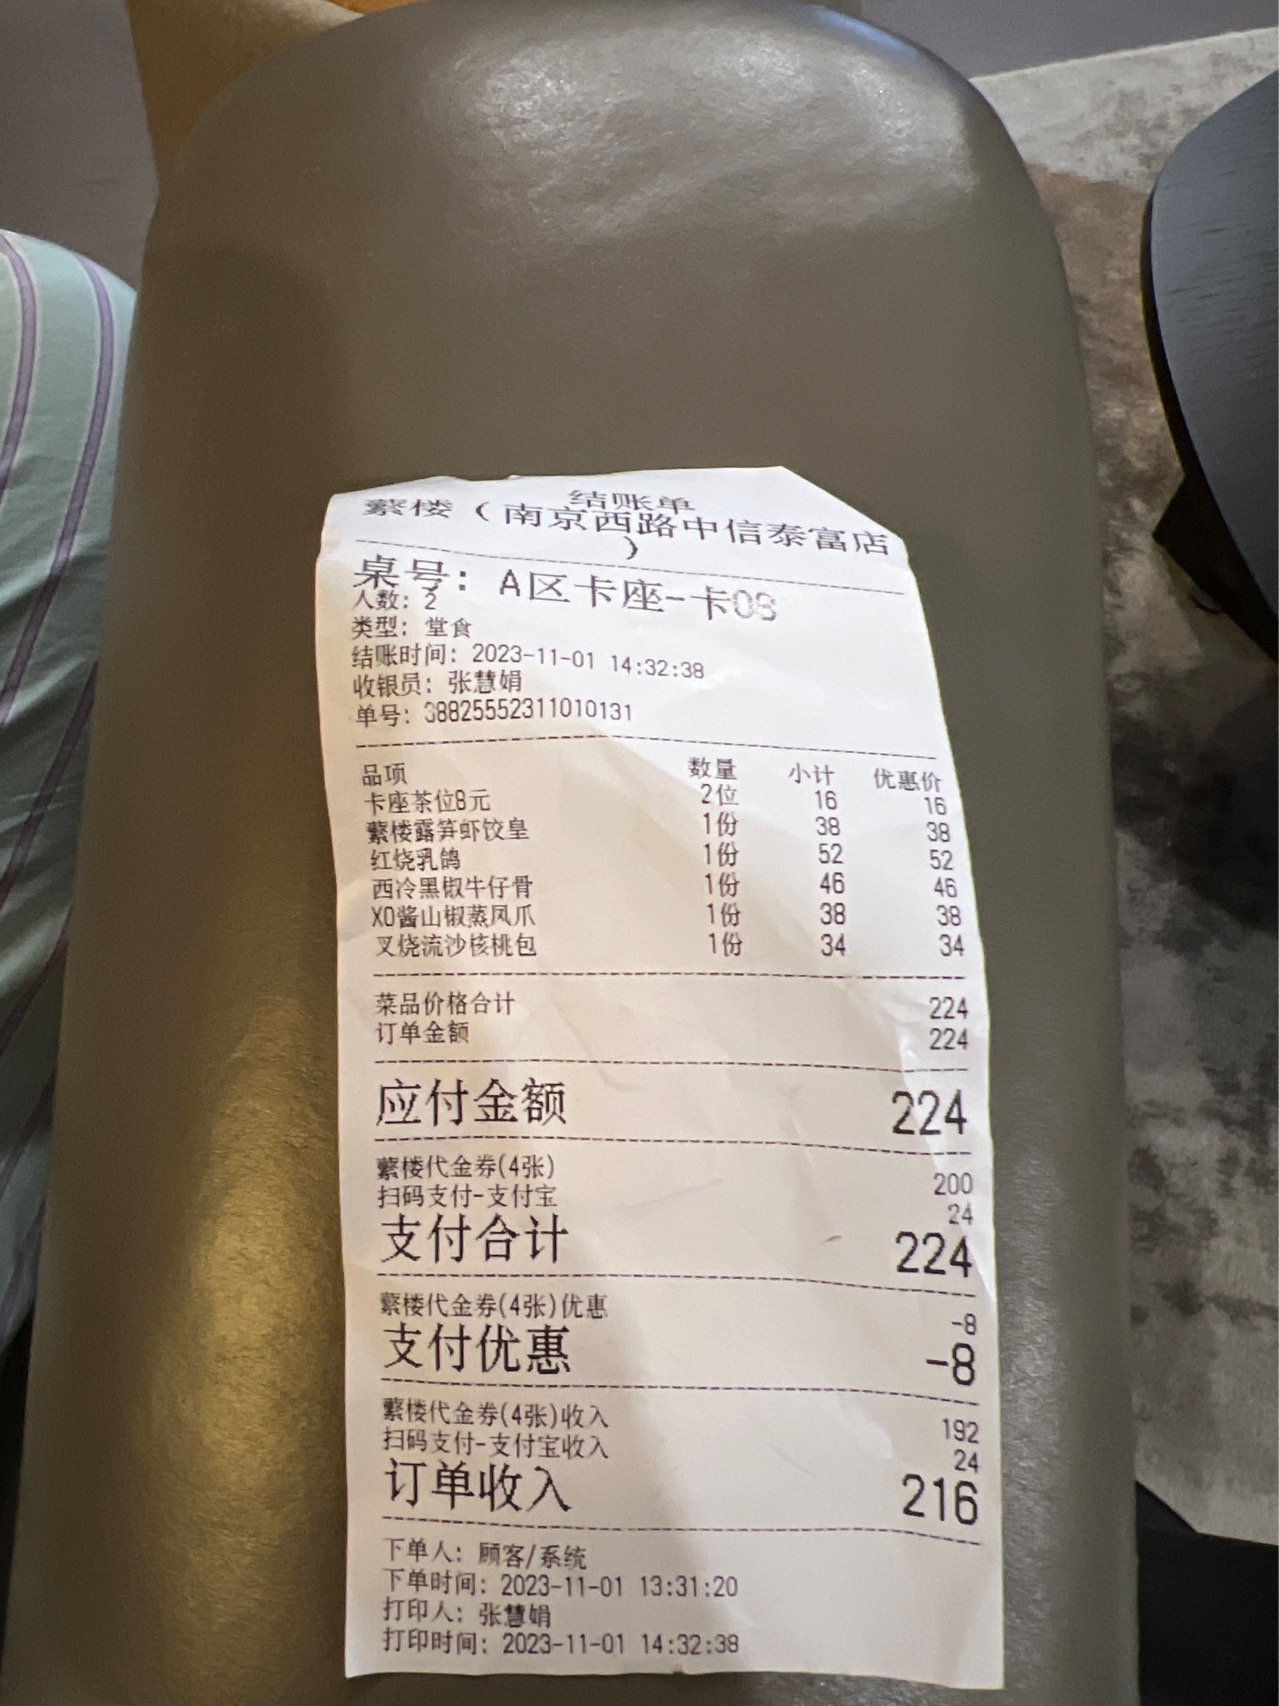 结账单
蘩楼（南京西路中信泰富店
）
桌号：A区卡座-卡08
人数：2
类型：堂食
结账时间：2023-11-01 14:32:38
收银员：张慧娟
单号：38825552311010131
品项 数量 小计 优惠价
卡座茶位8元 2位 16 16
蘩楼露笋虾饺皇 1份 38 38
红烧乳鸽 1份 52 52
西冷黑椒牛仔骨 1份 46 46
XO酱山椒蒸凤爪 1份 38 38
叉烧流沙核桃包 1份 34 34
菜品价格合计 224
订单金额 224
应付金额 224
蘩楼代金券(4张) 200
扫码支付-支付宝 24
支付合计 224
蘩楼代金券(4张)优惠 -8
支付优惠 -8
蘩楼代金券(4张)收入 192
扫码支付-支付宝收入 24
订单收入 216
下单人：顾客/系统
下单时间：2023-11-01 13:31:20
打印人：张慧娟
打印时间：2023-11-01 14:32:38